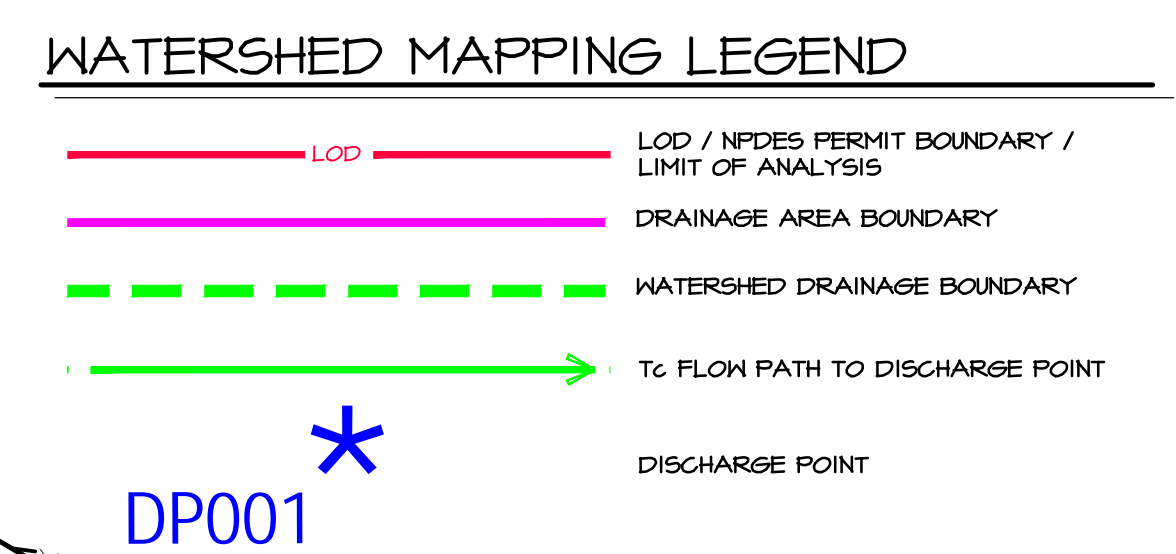 WATERSHED MAPPING LEGEND
LOD
LOD / NPDES PERMIT BOUNDARY /
LIMIT OF ANALYSIS
DRAINAGE AREA BOUNDARY
WATERSHED DRAINAGE BOUNDARY
Tc FLOW PATH TO DISCHARGE POINT
*
DISCHARGE POINT
DP001